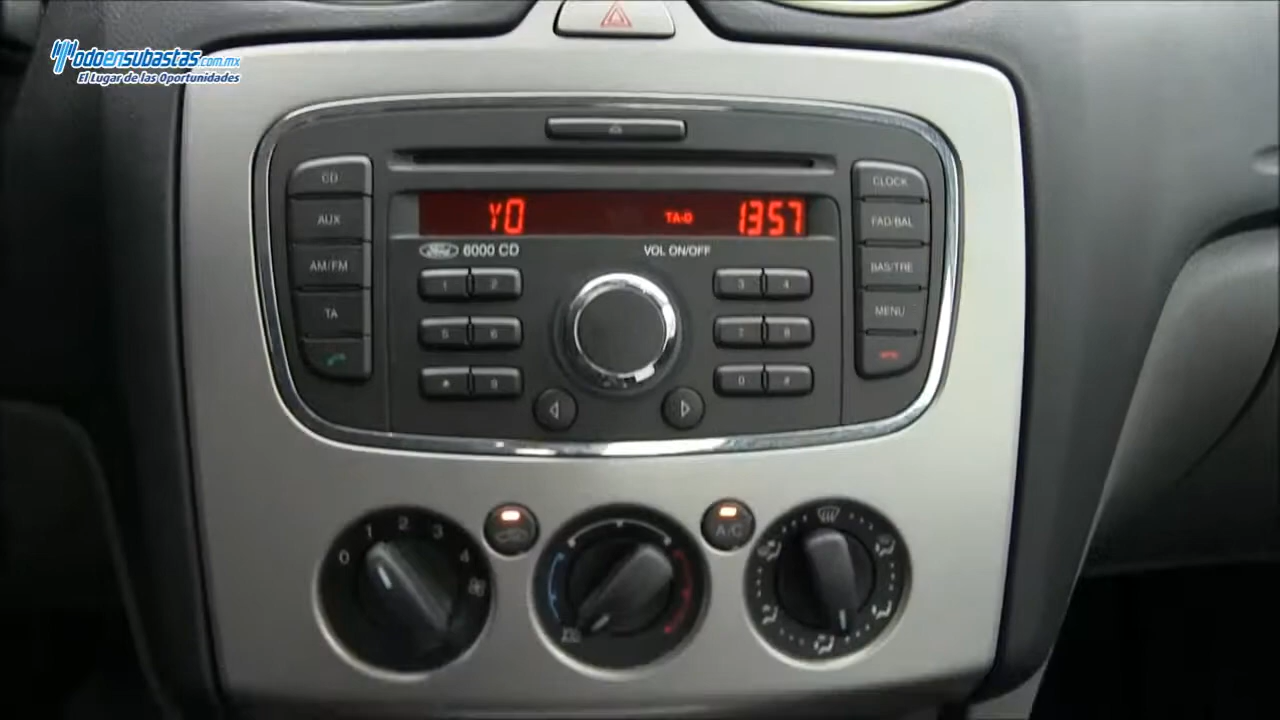 Todoensubastas.com.mx
El Lugar de las Oportunidades
CD
AUX
AM/FM
TA
YO TA-D 1357
Ford 6000 CD VOL ON/OFF
1 2 3 4
5 6 7 8
* 9 0 #
CLOCK
FAD/BAL
BAS/TRE
MENU
0 1 2 3 4
A/C